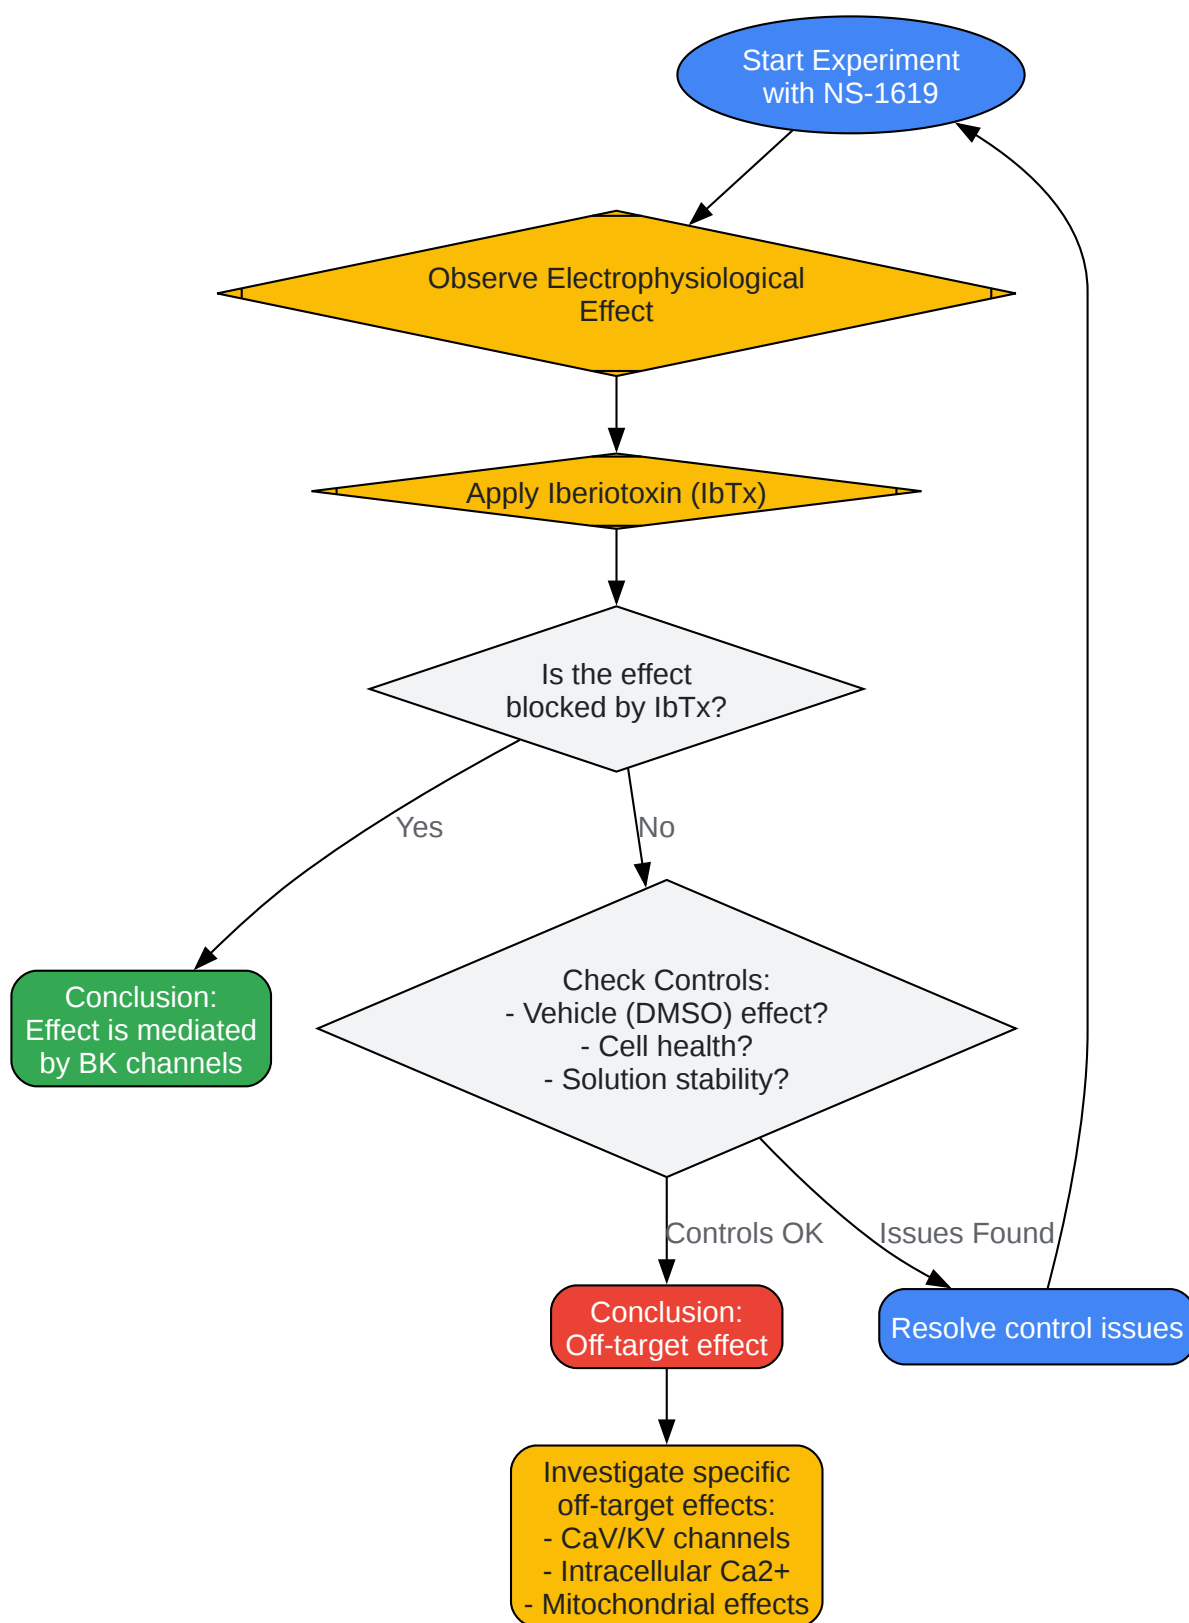 Start Experiment
with NS-1619
Observe Electrophysiological
Effect
Apply Iberiotoxin (IbTx)
Is the effect
blocked by IbTx?
Yes
No
Check Controls:
- Vehicle (DMSO) effect?
- Cell health?
- Solution stability?
Conclusion:
Effect is mediated
by BK channels
Controls OK
Issues Found
Conclusion:
Off-target effect
Resolve control issues
Investigate specific
off-target effects:
- CaV/KV channels
- Intracellular Ca2+
- Mitochondrial effects